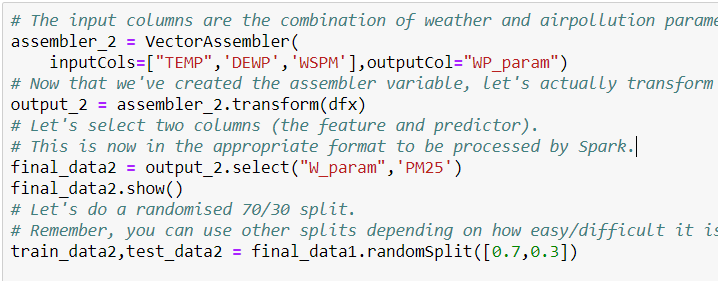 # The input columns are the combination of weather and airpollution parame
assembler_2 = VectorAssembler(
    inputCols=["TEMP",'DEWP','WSPM'],outputCol="WP_param")
# Now that we've created the assembler variable, let's actually transform
output_2 = assembler_2.transform(dfx)
# Let's select two columns (the feature and predictor).
# This is now in the appropriate format to be processed by Spark.
final_data2 = output_2.select("W_param",'PM25')
final_data2.show()
# Let's do a randomised 70/30 split.
# Remember, you can use other splits depending on how easy/difficult it is
train_data2,test_data2 = final_data1.randomSplit([0.7,0.3])